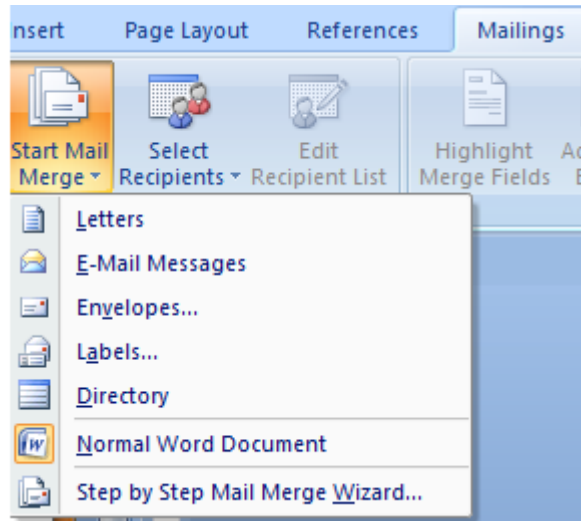 nsert Page Layout References Mailings
Start Mail Merge Select Recipients Edit Recipient List Highlight Merge Fields
Letters
E-Mail Messages
Envelopes...
Labels...
Directory
Normal Word Document
Step by Step Mail Merge Wizard...